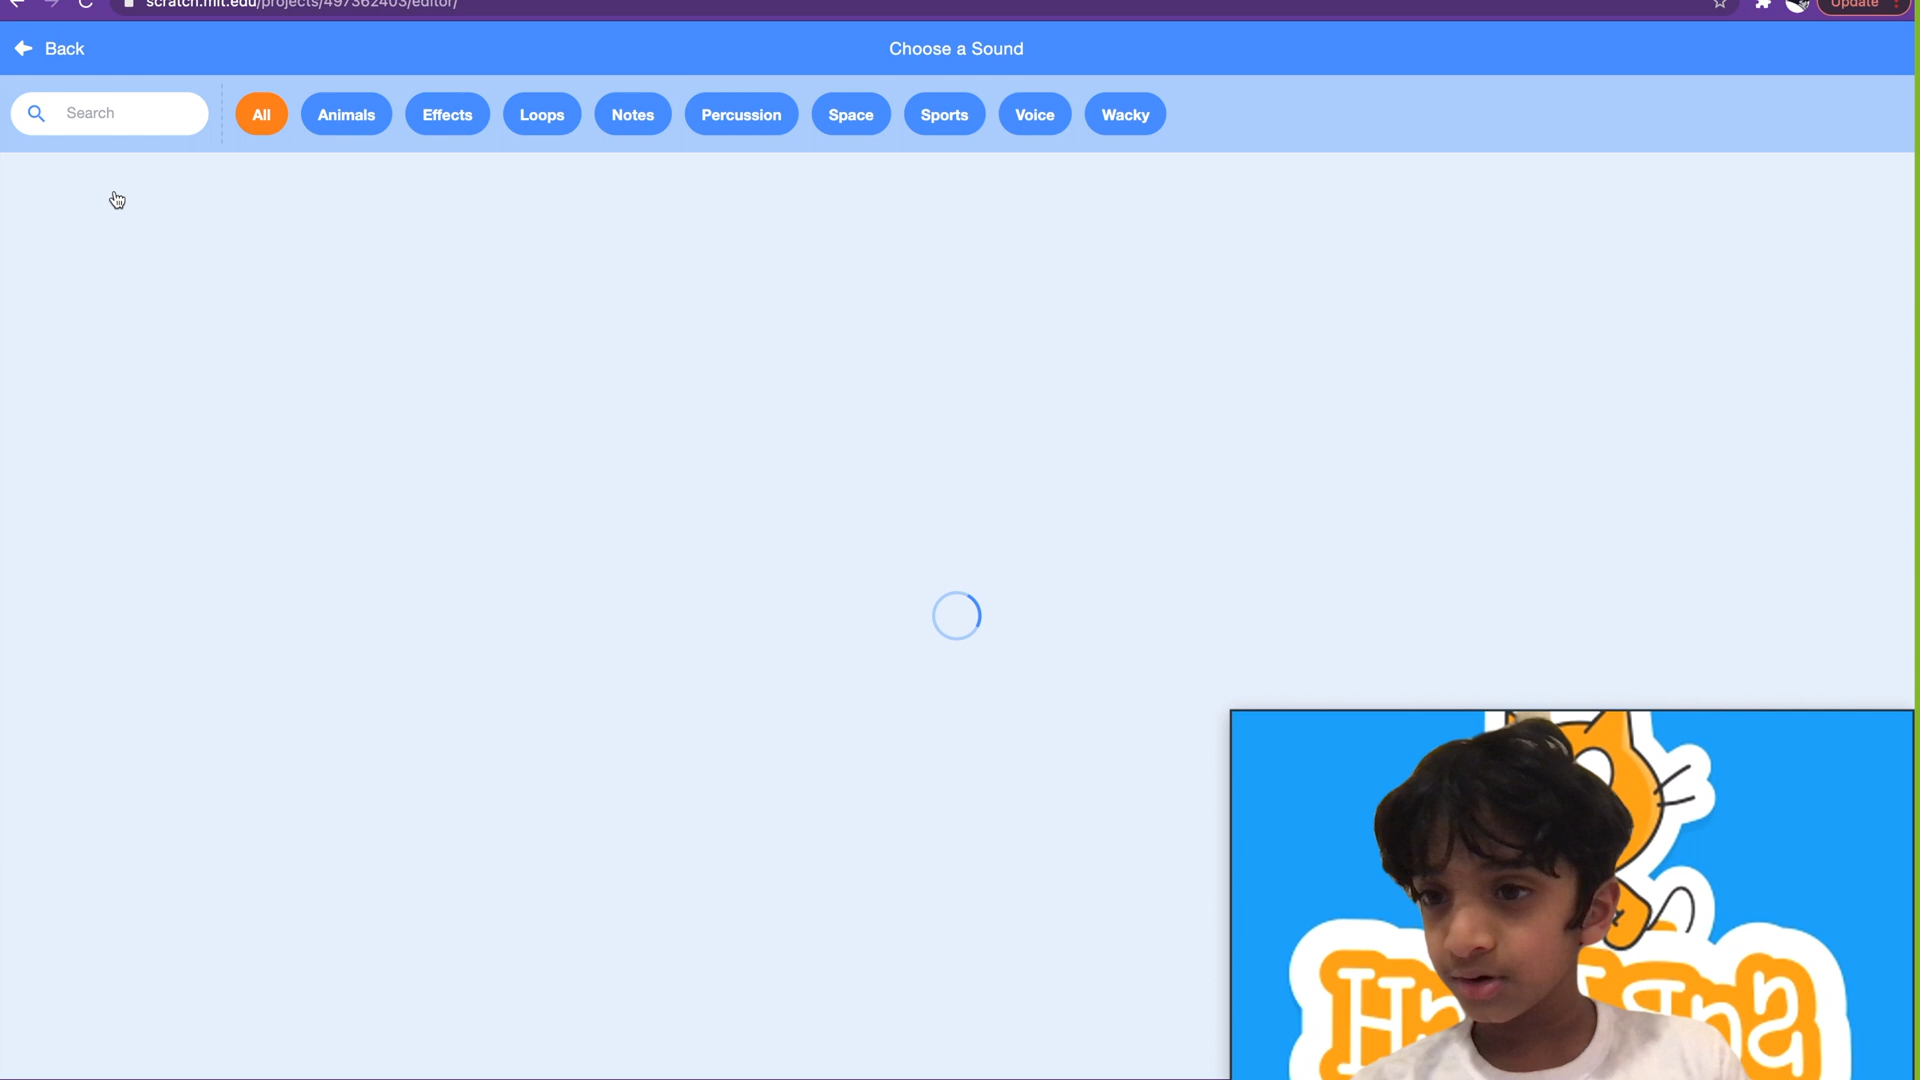 scratch.mit.edu/projects/497362403/editor/
Update
Back
Choose a Sound
Search
All
Animals
Effects
Loops
Notes
Percussion
Space
Sports
Voice
Wacky